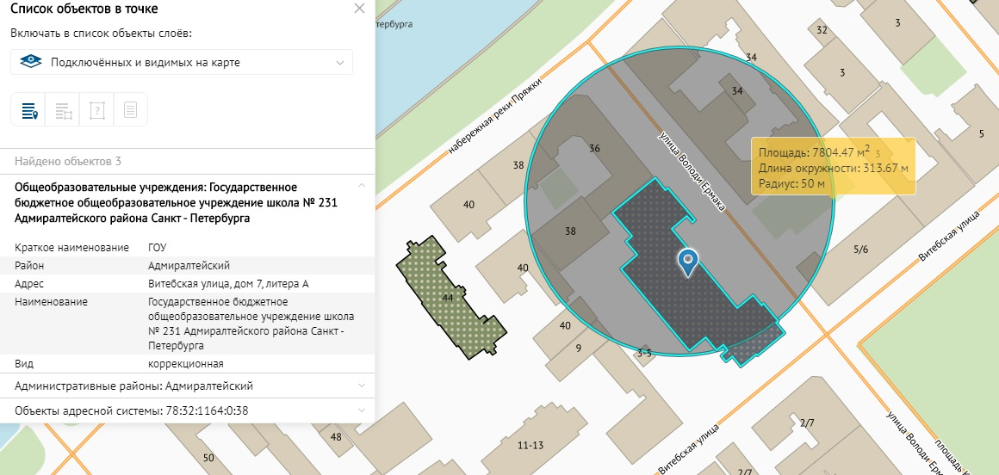 Список объектов в точке
Включать в список объекты слоёв:
Подключённых и видимых на карте
Найдено объектов 3
Общеобразовательные учреждения: Государственное
бюджетное общеобразовательное учреждение школа № 231
Адмиралтейского района Санкт - Петербурга
Краткое наименование ГОУ
Район Адмиралтейский
Адрес Витебская улица, дом 7, литера А
Наименование Государственное бюджетное
общеобразовательное учреждение школа
№ 231 Адмиралтейского района Санкт -
Петербурга
Вид коррекционная
Административные районы: Адмиралтейский
Объекты адресной системы: 78:32:1164:0:38
тербурга
набережная реки Пряжки
улица Володи Ермака
Площадь: 7804.47 м2
Длина окружности: 313.67 м
Радиус: 50 м
Витебская улица
Витебская улица
улица Володи Ермака
площадь
34
32
3
3
34
5
3
36
38
40
38
5/6
40
44
40
9
3-5
2/7
11-13
48
50
2/7